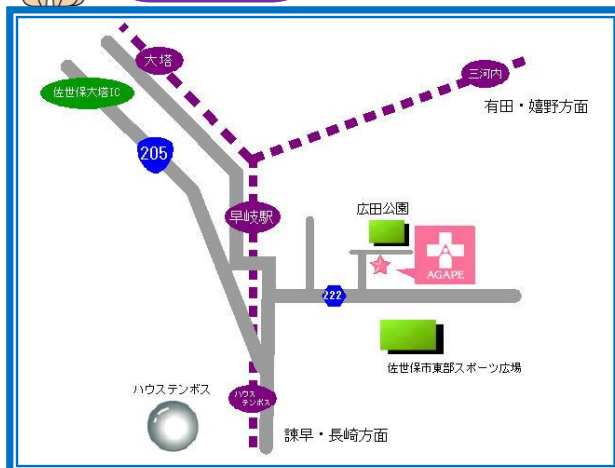 大塔
三河内
佐世保大塔IC
有田・嬉野方面
205
早岐駅
広田公園
AGAPE
222
佐世保市東部スポーツ広場
ハウステンボス
ハウス
テンボス
諫早・長崎方面